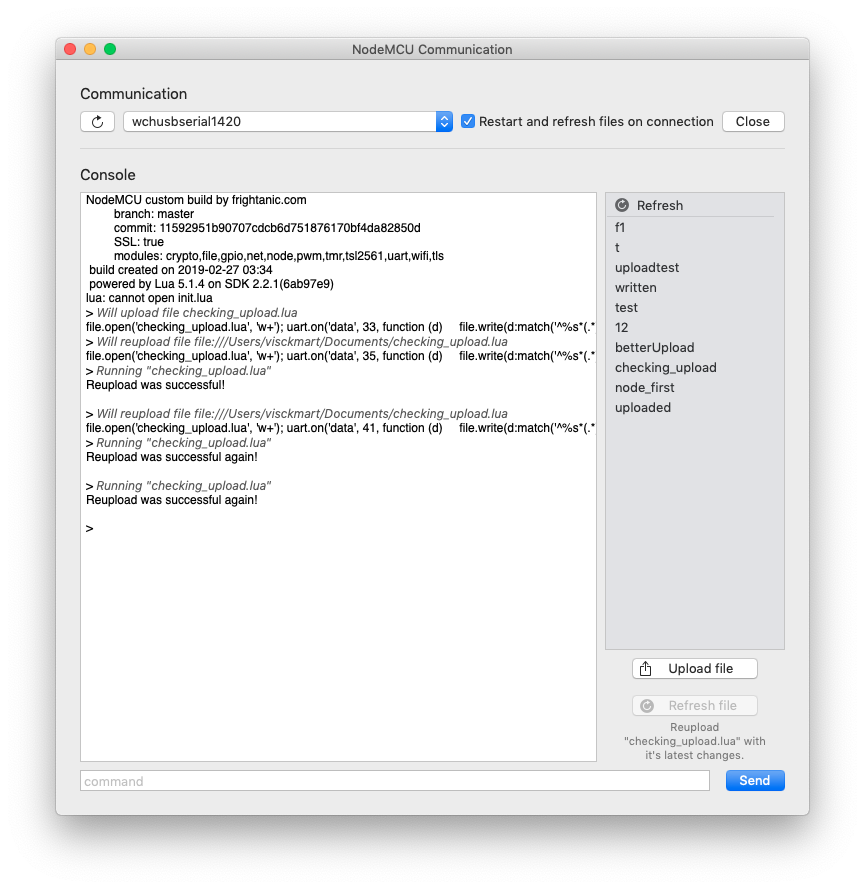 NodeMCU Communication
Communication
wchusbserial1420
Restart and refresh files on connection
Close
Console
NodeMCU custom build by frightanic.com
branch: master
commit: 11592951b90707cdcb6d751876170bf4da82850d
SSL: true
modules: crypto,file,gpio,net,node,pwm,tmr,tsl2561,uart,wifi,tls
build created on 2019-02-27 03:34
powered by Lua 5.1.4 on SDK 2.2.1(6ab97e9)
lua: cannot open init.lua
> Will upload file checking_upload.lua
file.open('checking_upload.lua', 'w+'); uart.on('data', 33, function (d) file.write(d:match('^%s*(.*
> Will reupload file file:///Users/visckmart/Documents/checking_upload.lua
file.open('checking_upload.lua', 'w+'); uart.on('data', 35, function (d) file.write(d:match('^%s*(.*
> Running "checking_upload.lua"
Reupload was successful!
> Will reupload file file:///Users/visckmart/Documents/checking_upload.lua
file.open('checking_upload.lua', 'w+'); uart.on('data', 41, function (d) file.write(d:match('^%s*(.*
> Running "checking_upload.lua"
Reupload was successful again!
> Running "checking_upload.lua"
Reupload was successful again!
>
Refresh
f1
t
uploadtest
written
test
12
betterUpload
checking_upload
node_first
uploaded
Upload file
Refresh file
Reupload
"checking_upload.lua" with
it's latest changes.
command
Send